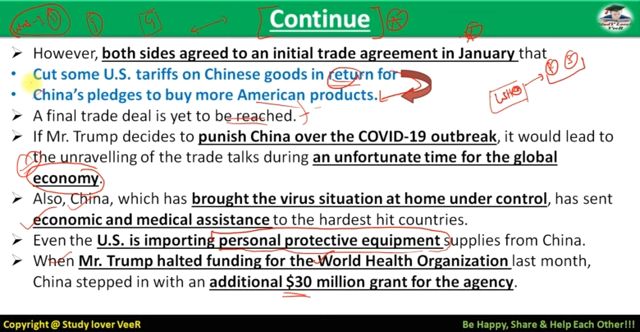 Continue
➢ However, both sides agreed to an initial trade agreement in January that
• Cut some U.S. tariffs on Chinese goods in return for
• China's pledges to buy more American products.
➢ A final trade deal is yet to be reached.
➢ If Mr. Trump decides to punish China over the COVID-19 outbreak, it would lead to
the unravelling of the trade talks during an unfortunate time for the global
economy.
➢ Also, China, which has brought the virus situation at home under control, has sent
economic and medical assistance to the hardest hit countries.
➢ Even the U.S. is importing personal protective equipment supplies from China.
➢ When Mr. Trump halted funding for the World Health Organization last month,
China stepped in with an additional $30 million grant for the agency.
Copyright @ Study lover VeeR
Be Happy, Share & Help Each Other!!!